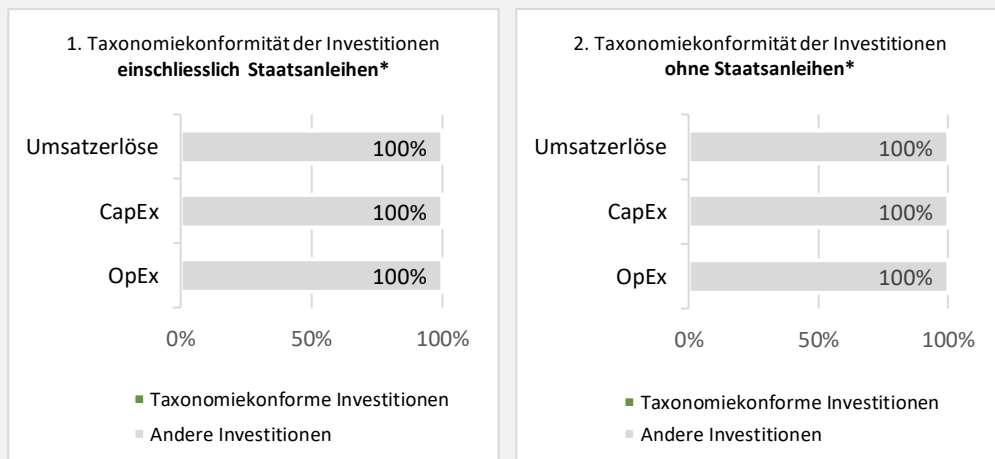 1. Taxonomiekonformität der Investitionen
einschliesslich Staatsanleihen*
Umsatzerlöse
100%
CapEx
100%
OpEx
100%
0%
50%
100%
Taxonomiekonforme Investitionen
Andere Investitionen
2. Taxonomiekonformität der Investitionen
ohne Staatsanleihen*
Umsatzerlöse
100%
CapEx
100%
OpEx
100%
0%
50%
100%
Taxonomiekonforme Investitionen
Andere Investitionen